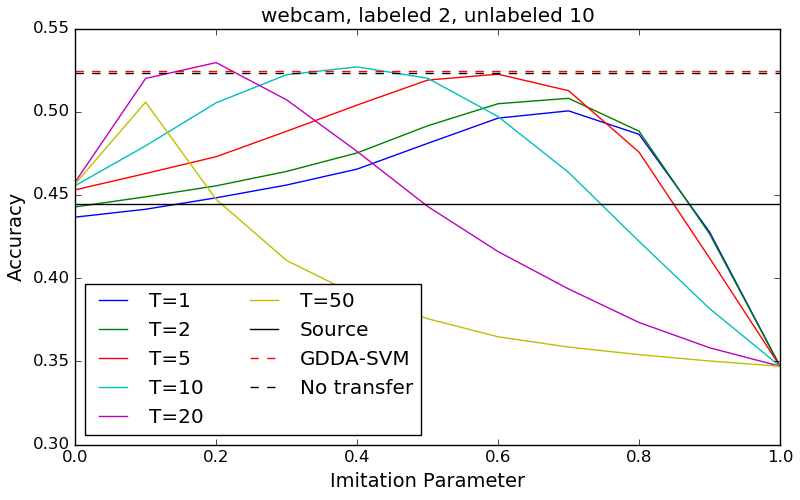 webcam, labeled 2, unlabeled 10
0.55
0.50
0.45
0.40
0.35
0.30
Accuracy
T=1
T=2
T=5
T=10
T=20
T=50
Source
GDDA-SVM
No transfer
0.0 0.2 0.4 0.6 0.8 1.0
Imitation Parameter